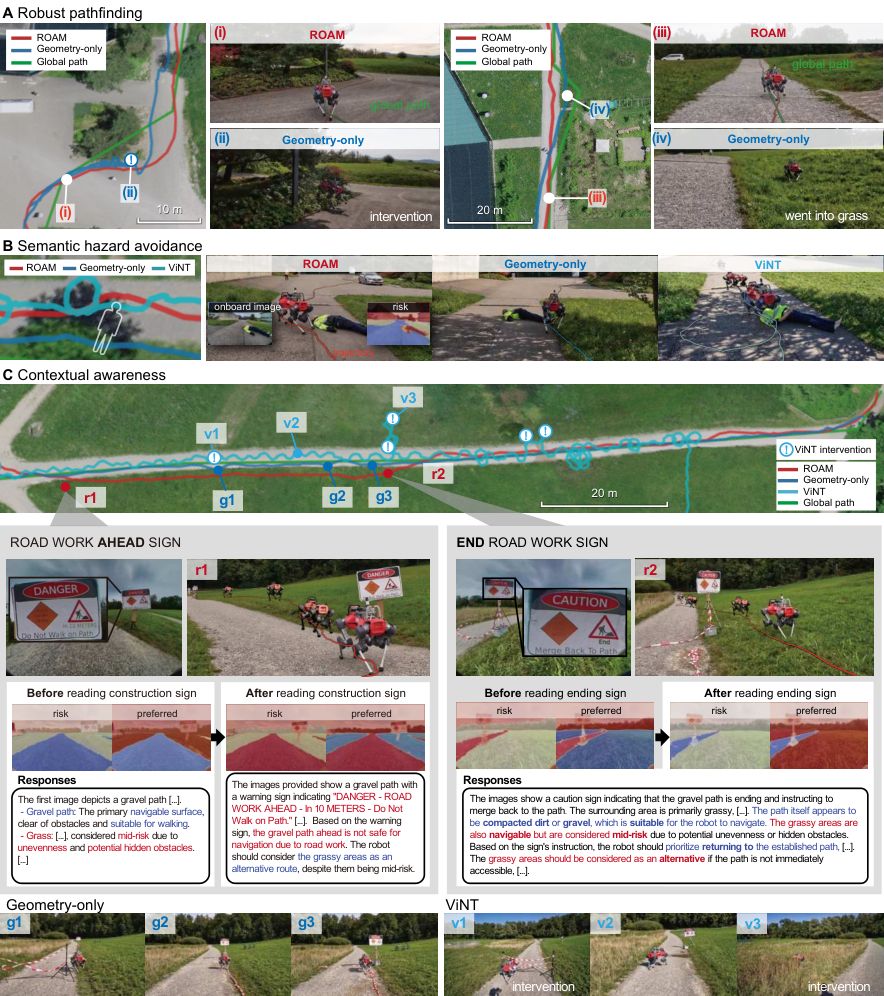 A Robust pathfinding
ROAM
Geometry-only
Global path
(i)
(ii)
10 m
(i)
ROAM
global path
(ii)
Geometry-only
intervention
ROAM
Geometry-only
Global path
(iv)
(iii)
20 m
(iii)
ROAM
global path
(iv)
Geometry-only
went into grass
B Semantic hazard avoidance
ROAM
Geometry-only
ViNT
ROAM
onboard image
risk
Geometry-only
ViNT
C Contextual awareness
v1
v2
v3
g1
g2
g3
r1
r2
20 m
ViNT intervention
ROAM
Geometry-only
ViNT
Global path
ROAD WORK AHEAD SIGN
DANGER
Do Not Walk on Path
r1
DANGER
Before reading construction sign
risk
preferred
After reading construction sign
risk
preferred
Responses
The first image depicts a gravel path [...].
- Gravel path: The primary navigable surface,
clear of obstacles and suitable for walking.
- Grass: [...], considered mid-risk due to
unevenness and potential hidden obstacles.
[...]
The images provided show a gravel path with
a warning sign indicating "DANGER - ROAD
WORK AHEAD - In 10 METERS - Do Not
Walk on Path." [...]. Based on the warning
sign, the gravel path ahead is not safe for
navigation due to road work. The robot
should consider the grassy areas as an
alternative route, despite them being mid-risk.
END ROAD WORK SIGN
CAUTION
End
Merge Back To Path
r2
Before reading ending sign
risk
preferred
After reading ending sign
risk
preferred
Responses
The images show a caution sign indicating that the gravel path is ending and instructing to
merge back to the path. The surrounding area is primarily grassy, [...]. The path itself appears to
be compacted dirt or gravel, which is suitable for the robot to navigate. The grassy areas are
also navigable but are considered mid-risk due to potential unevenness or hidden obstacles.
Based on the sign's instruction, the robot should prioritize returning to the established path, [...].
The grassy areas should be considered as an alternative if the path is not immediately
accessible, [...].
Geometry-only
g1
g2
g3
ViNT
v1
intervention
v2
v3
intervention